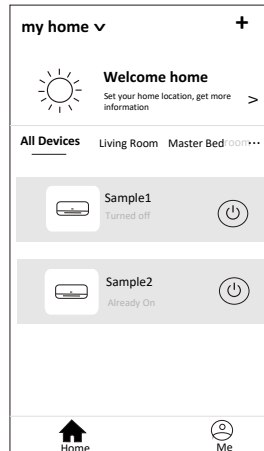 my home
+
Welcome home
Set your home location, get more
information
>
All Devices Living Room Master Bedroom ...
Sample1
Turned off
Sample2
Already On
Home Me